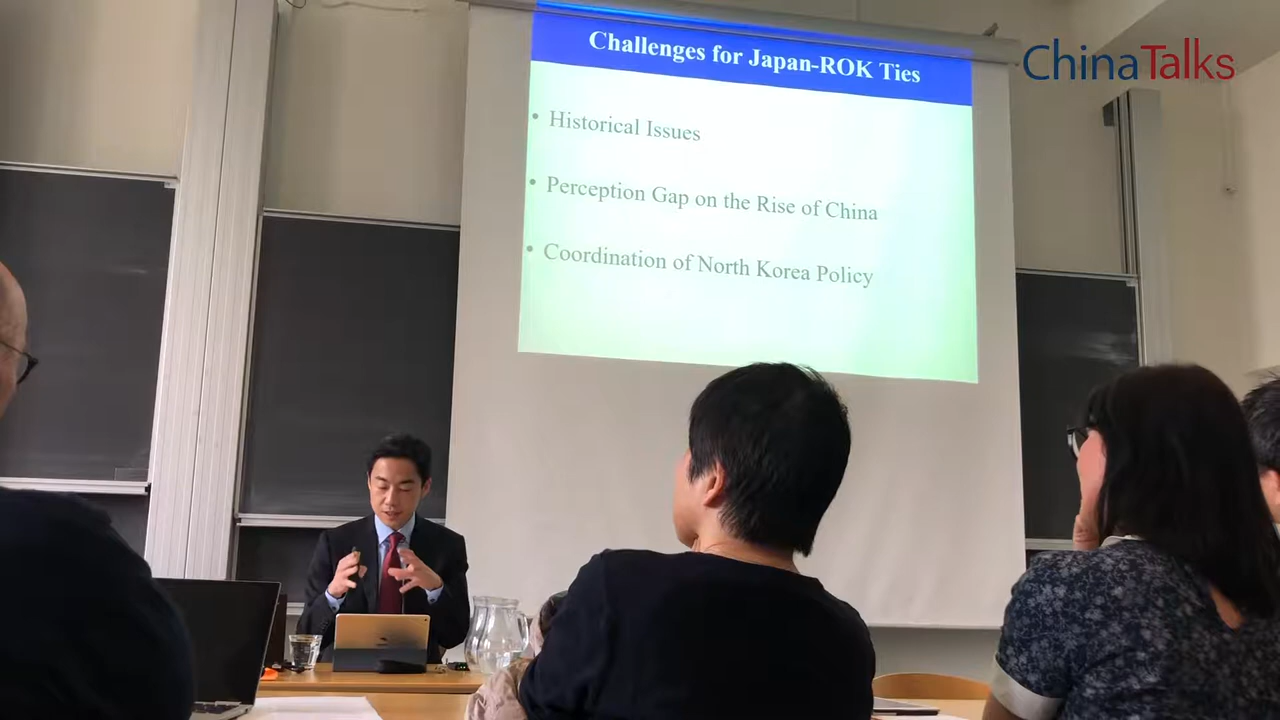 Challenges for Japan-ROK Ties
ChinaTalks
• Historical Issues
• Perception Gap on the Rise of China
• Coordination of North Korea Policy